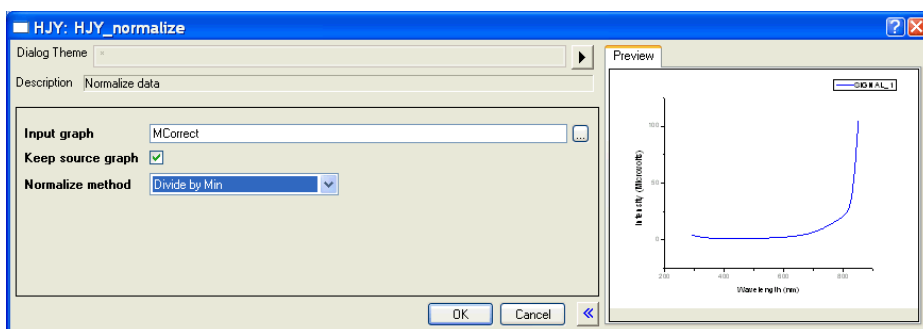 HJY: HJY_normalize
Dialog Theme *
Description Normalize data
Input graph MCorrect ...
Keep source graph
Normalize method Divide by Min
OK Cancel
Preview
SIGNAL_1
Intensity (Microvolts)
100
50
0
200 400 600 800
Wavelength (nm)